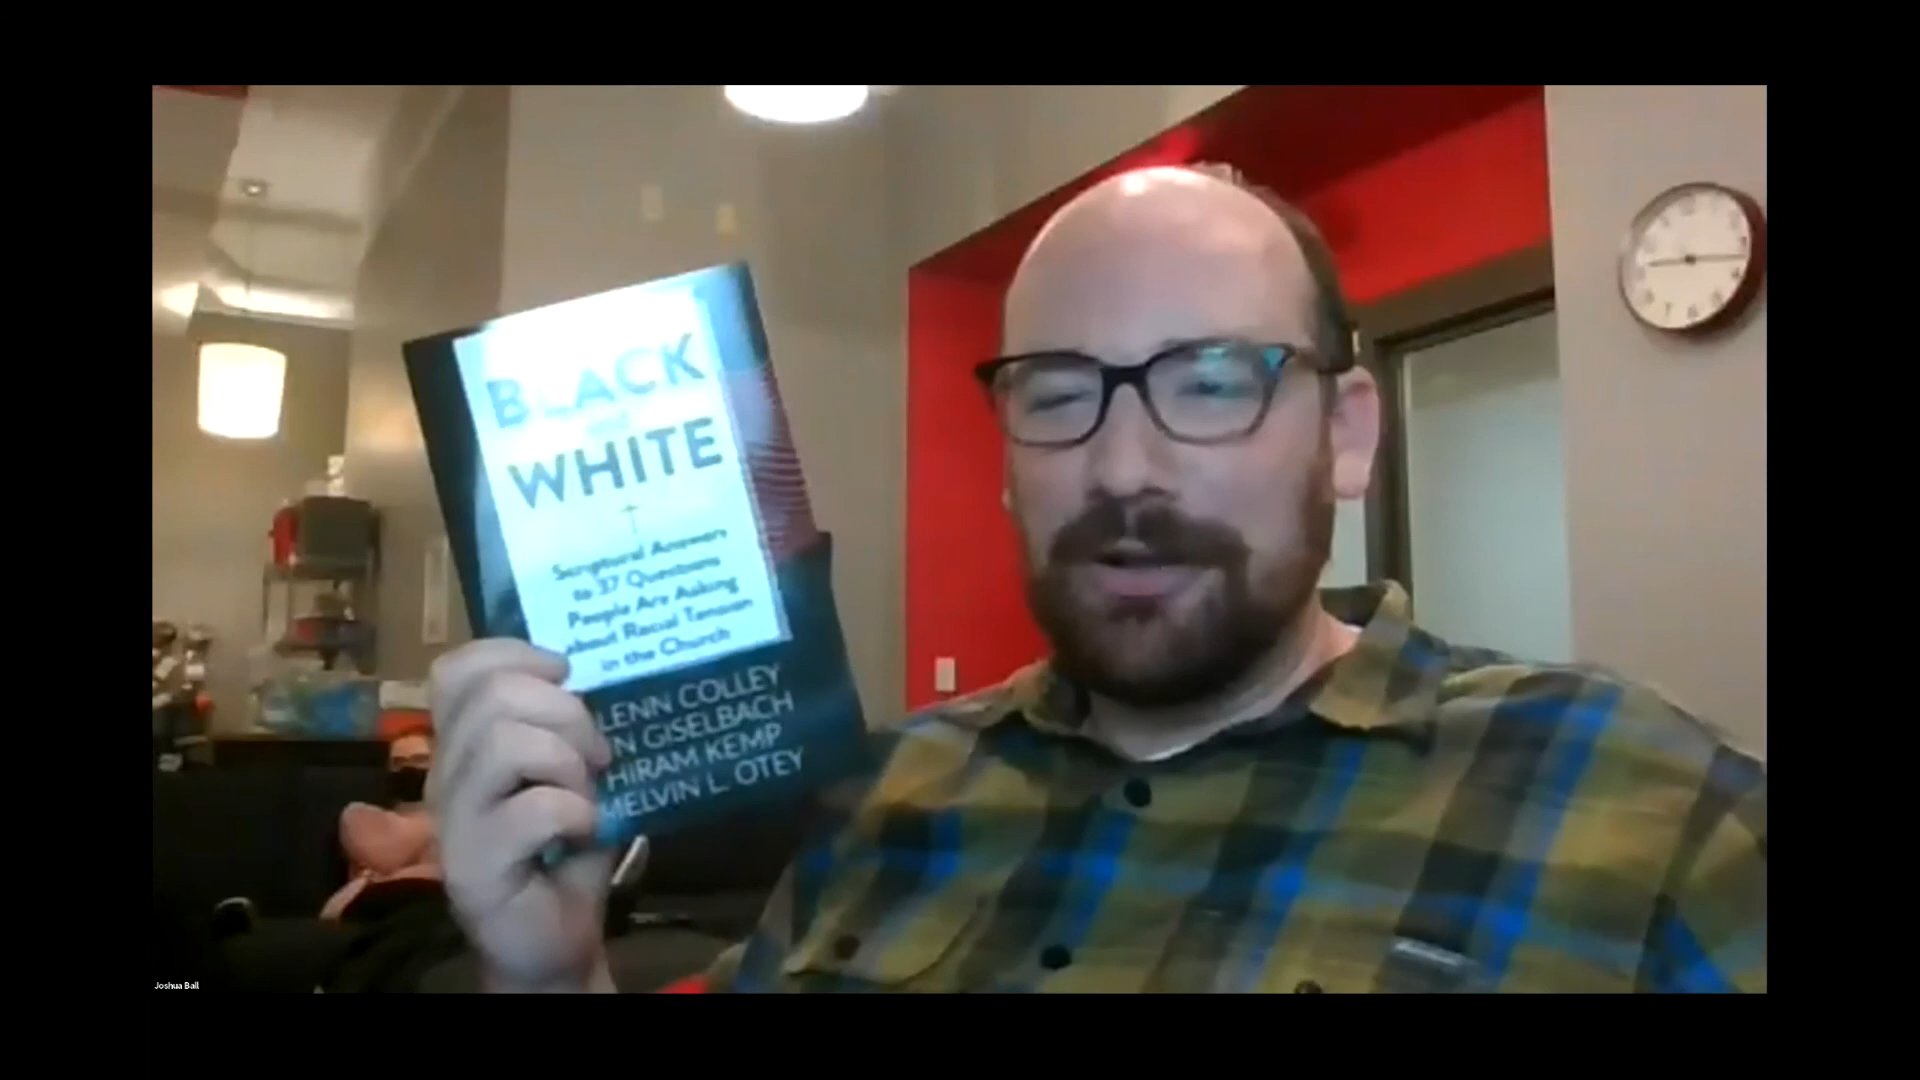 BLACK
and
WHITE
Scriptural Answers
to 37 Questions
People Are Asking
about Racial Tension
in the Church
LENN COLLEY
N GISELBACH
HIRAM KEMP
MELVIN L. OTEY
Joshua Ball